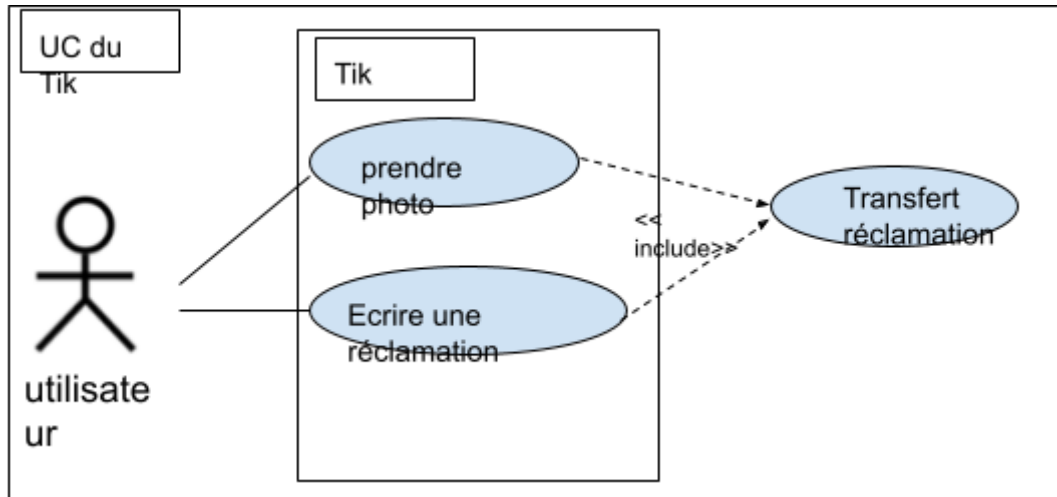 UC du
Tik
Tik
prendre
photo
<<
include>>
Transfert
réclamation
Ecrire une
réclamation
utilisate
ur